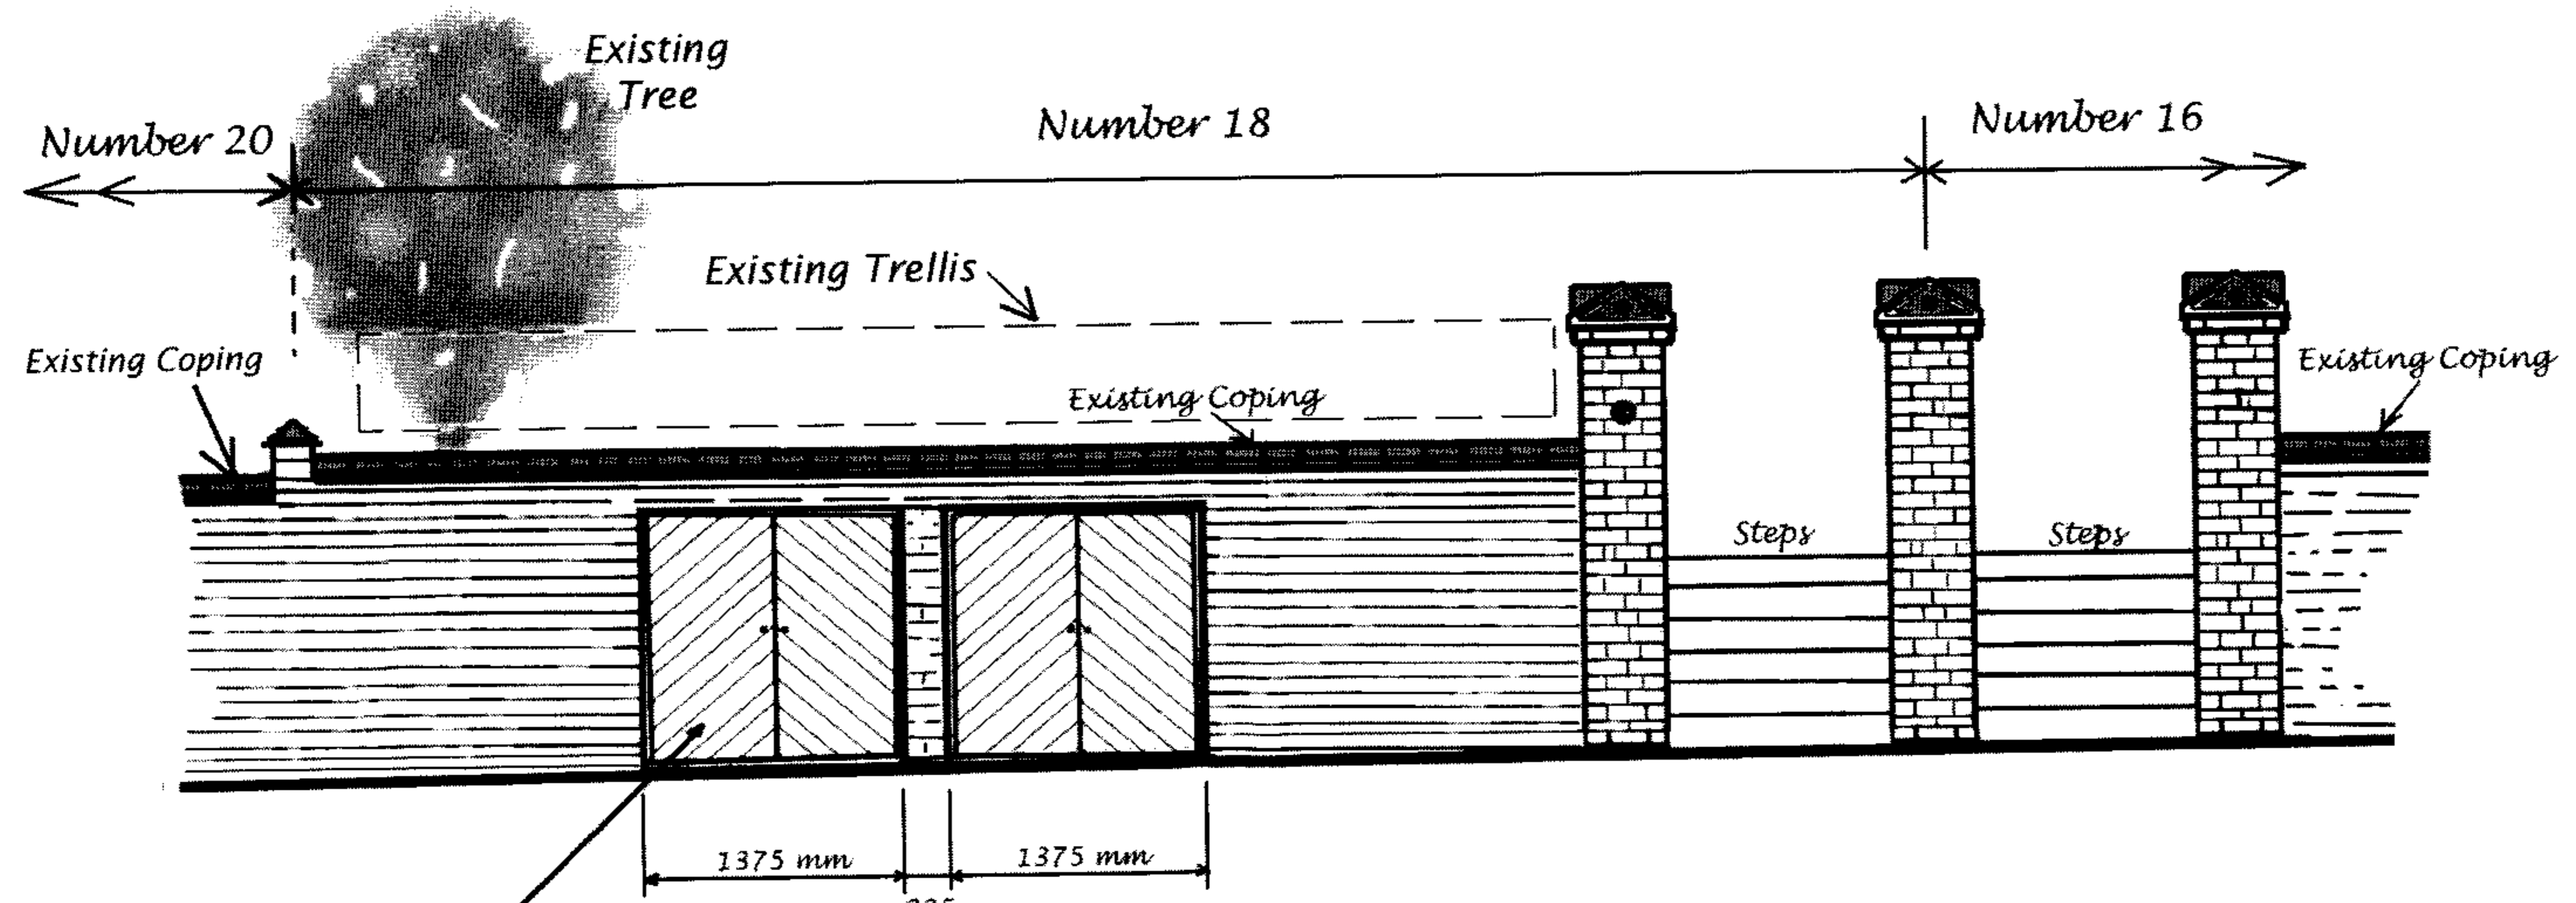 Existing
Tree
Number 20
Number 18
Number 16
Existing Trellis
Existing Coping
Existing Coping
Existing Coping
Steps
Steps
1375 mm
1375 mm